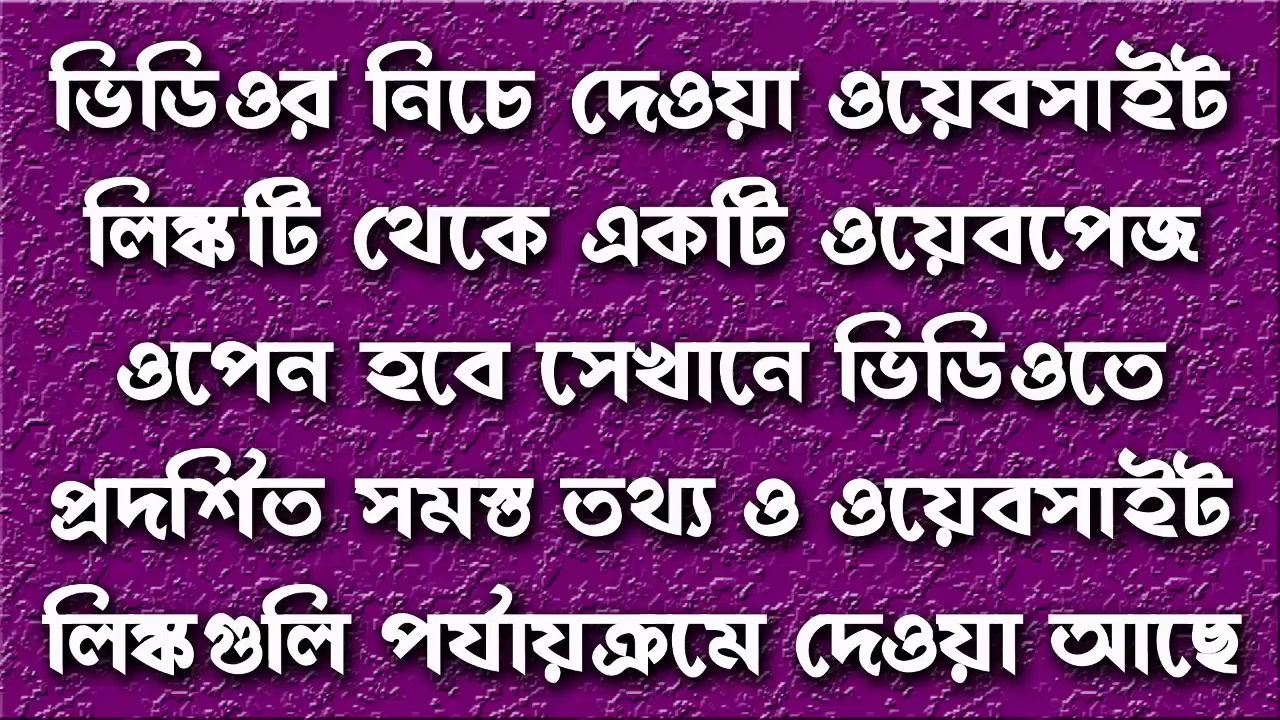 ভিডিওর নিচে দেওয়া ওয়েবসাইট
লিঙ্কটি থেকে একটি ওয়েবপেজ
ওপেন হবে সেখানে ভিডিওতে
প্রদর্শিত সমস্ত তথ্য ও ওয়েবসাইট
লিঙ্কগুলি পর্যায়ক্রমে দেওয়া আছে